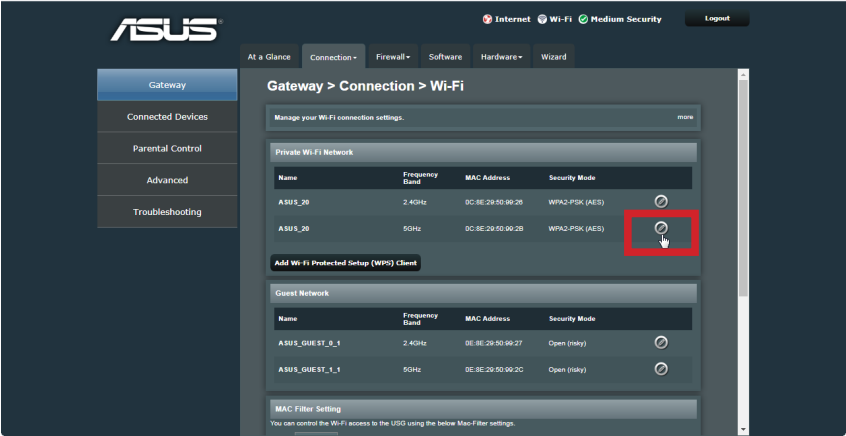 ASUS
Internet Wi-Fi Medium Security Logout
At a Glance Connection Firewall Software Hardware Wizard
Gateway
Connected Devices
Parental Control
Advanced
Troubleshooting
Gateway > Connection > Wi-Fi
Manage your Wi-Fi connection settings. more
Private Wi-Fi Network
Name Frequency Band MAC Address Security Mode
ASUS_20 2.4GHz 0C:8E:29:50:99:26 WPA2-PSK (AES)
ASUS_20 5GHz 0C:8E:29:50:99:2B WPA2-PSK (AES)
Add Wi-Fi Protected Setup (WPS) Client
Guest Network
Name Frequency Band MAC Address Security Mode
ASUS_GUEST_0_1 2.4GHz 0E:8E:29:50:99:27 Open (risky)
ASUS_GUEST_1_1 5GHz 0E:8E:29:50:99:2C Open (risky)
MAC Filter Setting
You can control the Wi-Fi access to the USG using the below Mac-Filter settings.